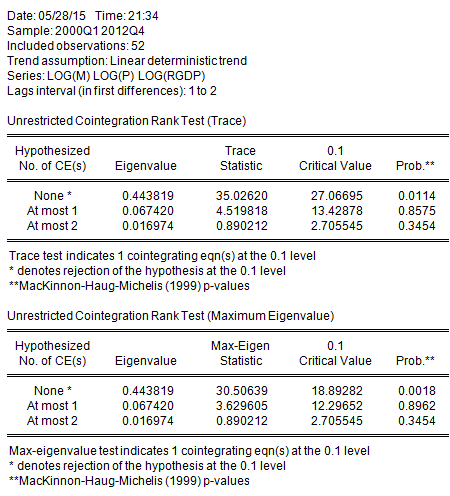 Date: 05/28/15 Time: 21:34
Sample: 2000Q1 2012Q4
Included observations: 52
Trend assumption: Linear deterministic trend
Series: LOG(M) LOG(P) LOG(RGDP)
Lags interval (in first differences): 1 to 2
Unrestricted Cointegration Rank Test (Trace)
Hypothesized Trace 0.1
No. of CE(s) Eigenvalue Statistic Critical Value Prob.**
None * 0.443819 35.02620 27.06695 0.0114
At most 1 0.067420 4.519818 13.42878 0.8575
At most 2 0.016974 0.890212 2.705545 0.3454
Trace test indicates 1 cointegrating eqn(s) at the 0.1 level
* denotes rejection of the hypothesis at the 0.1 level
**MacKinnon-Haug-Michelis (1999) p-values
Unrestricted Cointegration Rank Test (Maximum Eigenvalue)
Hypothesized Max-Eigen 0.1
No. of CE(s) Eigenvalue Statistic Critical Value Prob.**
None * 0.443819 30.50639 18.89282 0.0018
At most 1 0.067420 3.629605 12.29652 0.8962
At most 2 0.016974 0.890212 2.705545 0.3454
Max-eigenvalue test indicates 1 cointegrating eqn(s) at the 0.1 level
* denotes rejection of the hypothesis at the 0.1 level
**MacKinnon-Haug-Michelis (1999) p-values